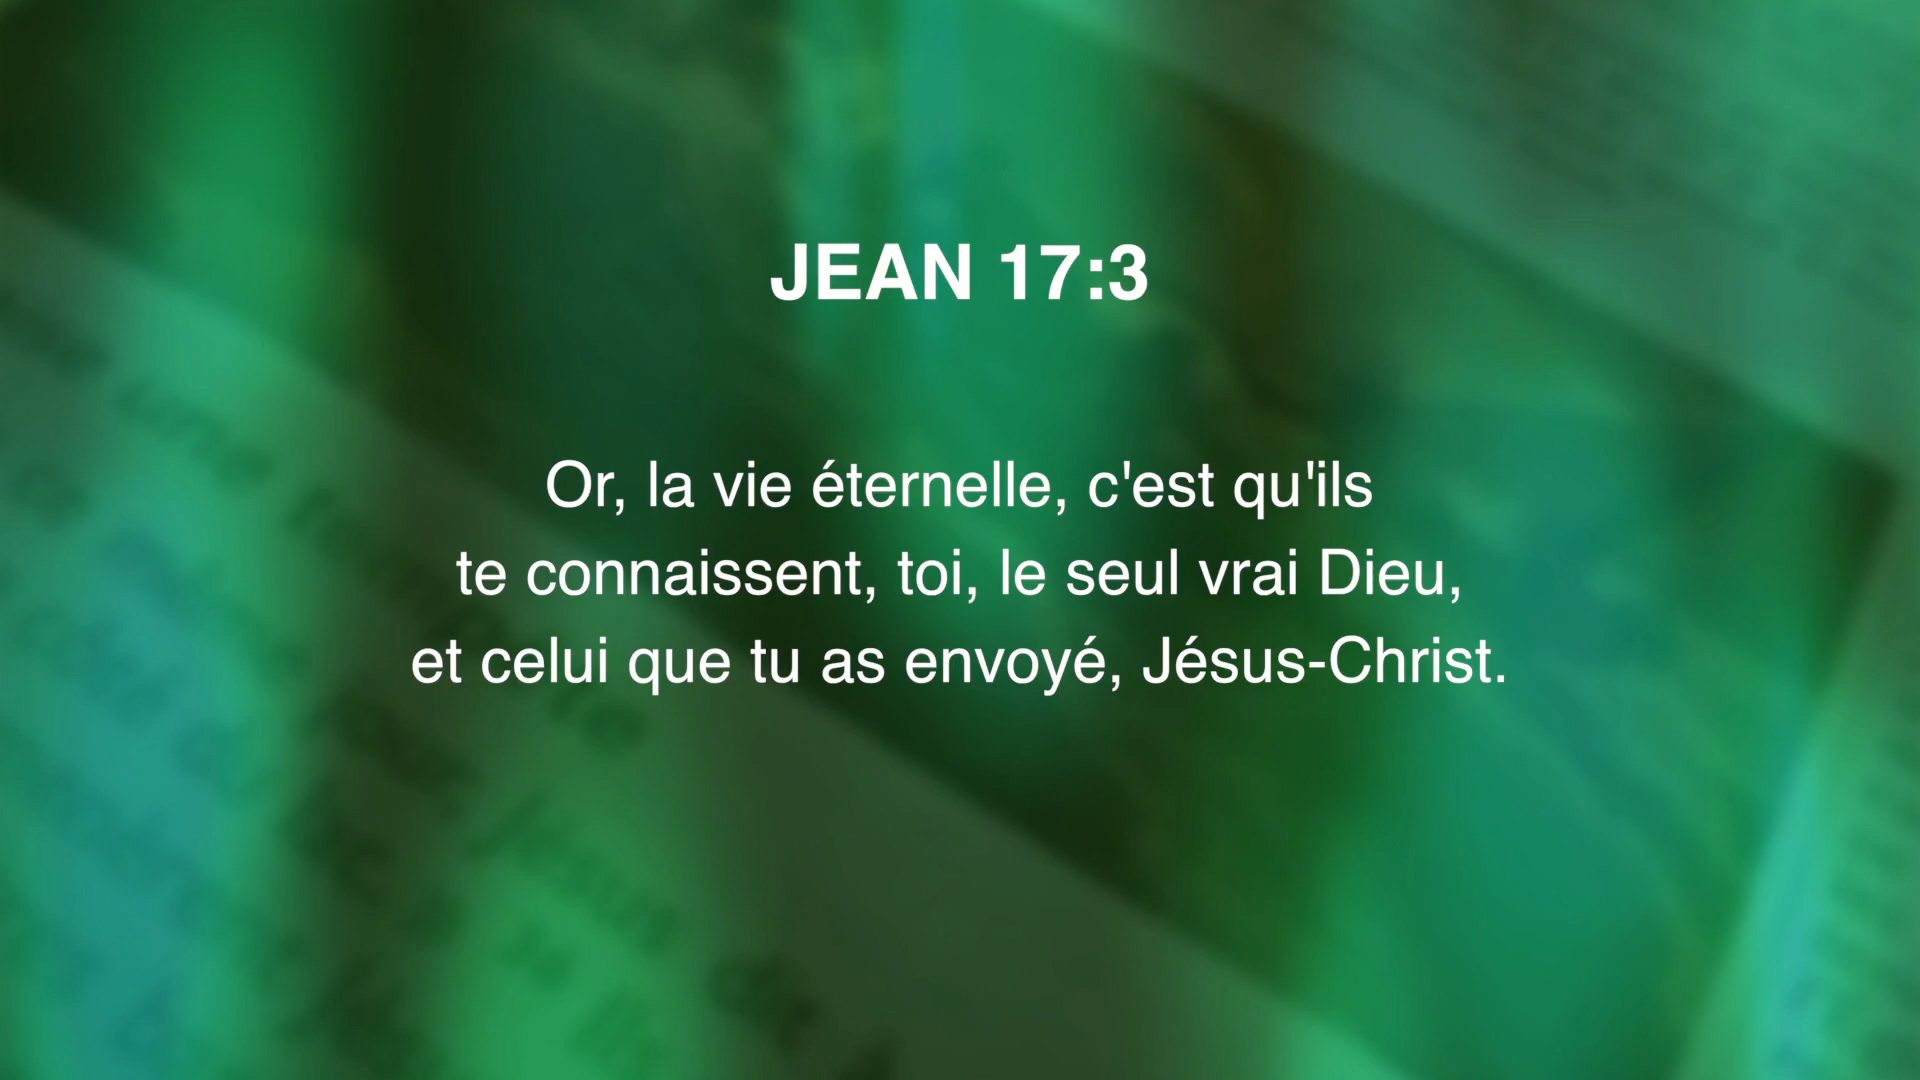 JEAN 17:3
Or, la vie éternelle, c'est qu'ils
te connaissent, toi, le seul vrai Dieu,
et celui que tu as envoyé, Jésus-Christ.